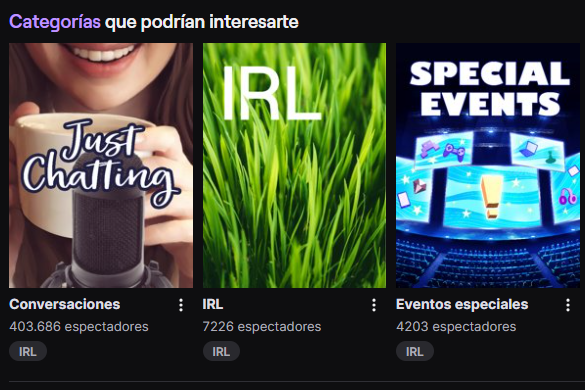 Categorías que podrían interesarte
Just
Chatting
IRL
SPECIAL
EVENTS
Conversaciones
403.686 espectadores
IRL
IRL
7226 espectadores
IRL
Eventos especiales
4203 espectadores
IRL